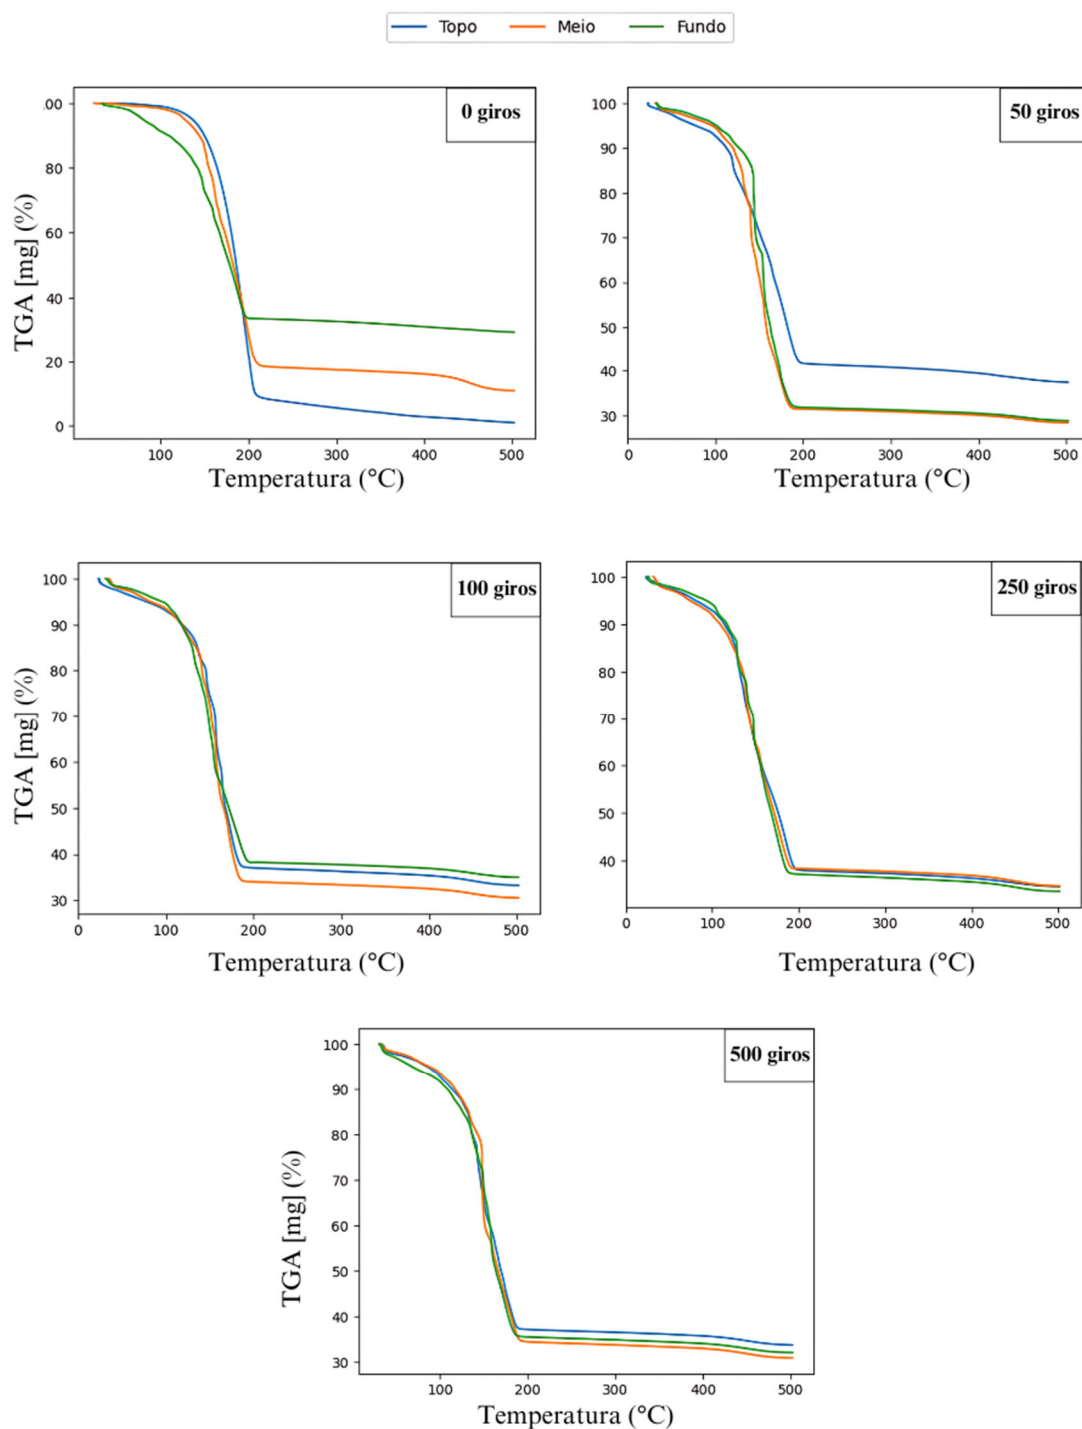 Topo Meio Fundo
0 giros
50 giros
TGA [mg] (%)
00
80
60
40
20
0
100 200 300 400 500
Temperatura (°C)
100
90
80
70
60
50
40
30
0 100 200 300 400 500
Temperatura (°C)
100 giros
250 giros
TGA [mg] (%)
100
90
80
70
60
50
40
30
0 100 200 300 400 500
Temperatura (°C)
100
90
80
70
60
50
40
0 100 200 300 400 500
Temperatura (°C)
500 giros
TGA [mg] (%)
100
90
80
70
60
50
40
30
100 200 300 400 500
Temperatura (°C)